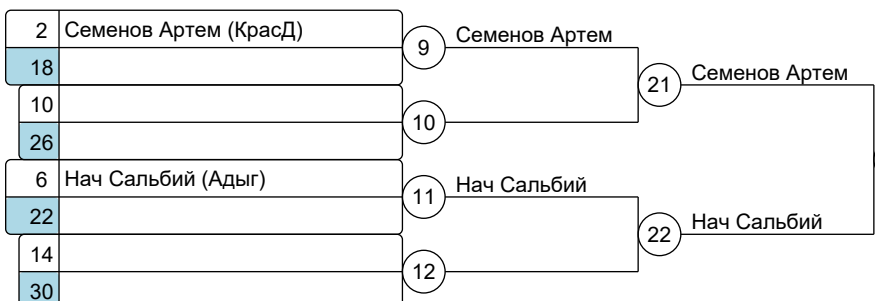 2 Семенов Артем (КрасД)
9 Семенов Артем
18
21 Семенов Артем
10
10
26
6 Нач Сальбий (Адыг)
11 Нач Сальбий
22
22 Нач Сальбий
14
12
30